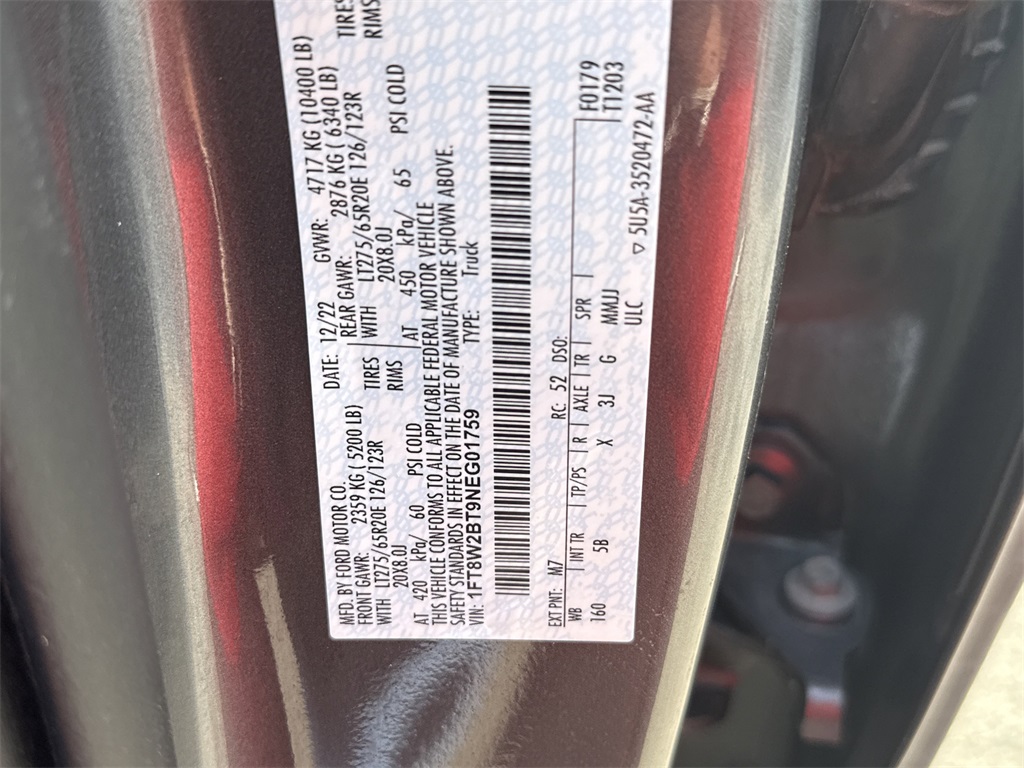 MFD. BY FORD MOTOR CO.
DATE: 12/22 GVWR: 4717 KG (10400 LB)
FRONT GAWR: 2359 KG ( 5200 LB) REAR GAWR: 2876 KG ( 6340 LB)
WITH LT275/65R20E 126/123R TIRES WITH LT275/65R20E 126/123R TIRES
20X8.0J RIMS 20X8.0J RIMS
AT 420 kPa/ 60 PSI COLD AT 450 kPa/ 65 PSI COLD
THIS VEHICLE CONFORMS TO ALL APPLICABLE FEDERAL MOTOR VEHICLE
SAFETY STANDARDS IN EFFECT ON THE DATE OF MANUFACTURE SHOWN ABOVE.
VIN: 1FT8W2BT9NEG01759 TYPE: Truck
EXT PNT: M7 RC: 52 DSO: F0179
WB INT TR TP/PS R AXLE TR SPR T1203
160 5B X 3J G MMJJ
ULC ▽ 5U5A-3520472-AA